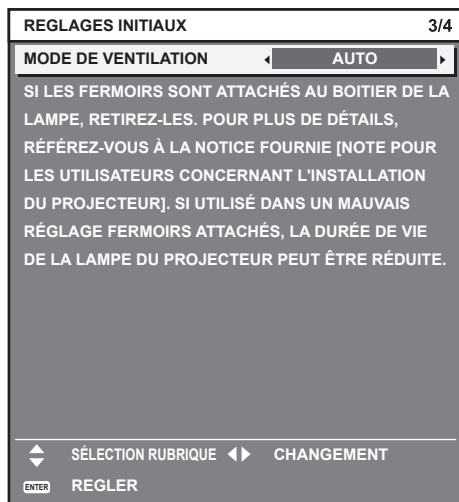 REGLAGES INITIAUX 3/4
MODE DE VENTILATION AUTO
SI LES FERMOIRS SONT ATTACHÉS AU BOITIER DE LA
LAMPE, RETIREZ-LES. POUR PLUS DE DÉTAILS,
RÉFÉREZ-VOUS À LA NOTICE FOURNIE [NOTE POUR
LES UTILISATEURS CONCERNANT L'INSTALLATION
DU PROJECTEUR]. SI UTILISÉ DANS UN MAUVAIS
RÉGLAGE FERMOIRS ATTACHÉS, LA DURÉE DE VIE
DE LA LAMPE DU PROJECTEUR PEUT ÊTRE RÉDUITE.
SÉLECTION RUBRIQUE CHANGEMENT
ENTER REGLER